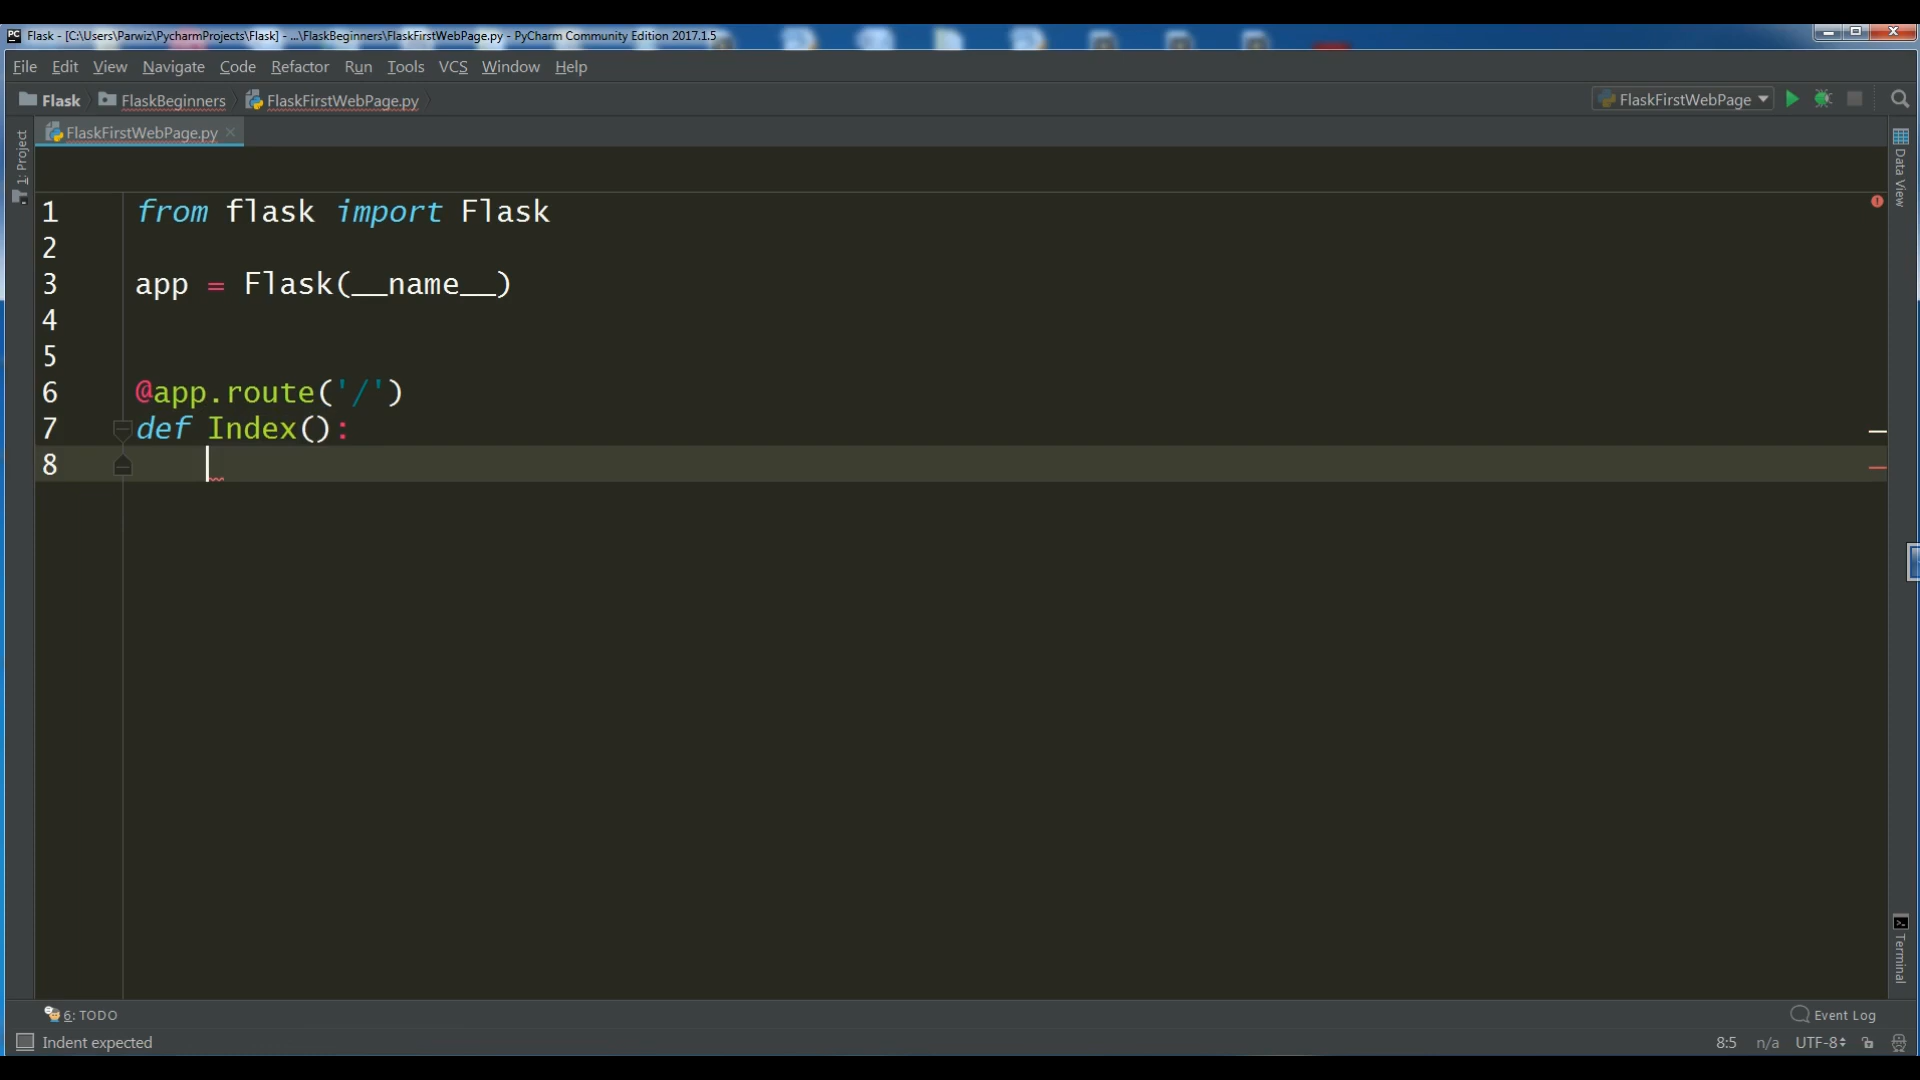 Flask - [C:\Users\Parwiz\PycharmProjects\Flask] - ...\FlaskBeginners\FlaskFirstWebPage.py - PyCharm Community Edition 2017.1.5
File Edit View Navigate Code Refactor Run Tools VCS Window Help
Flask FlaskBeginners FlaskFirstWebPage.py FlaskFirstWebPage
FlaskFirstWebPage.py
1: Project
Data View
1 from flask import Flask
2
3 app = Flask(__name__)
4
5
6 @app.route('/')
7 def Index():
8
Terminal
6: TODO Event Log
Indent expected 8:5 n/a UTF-8